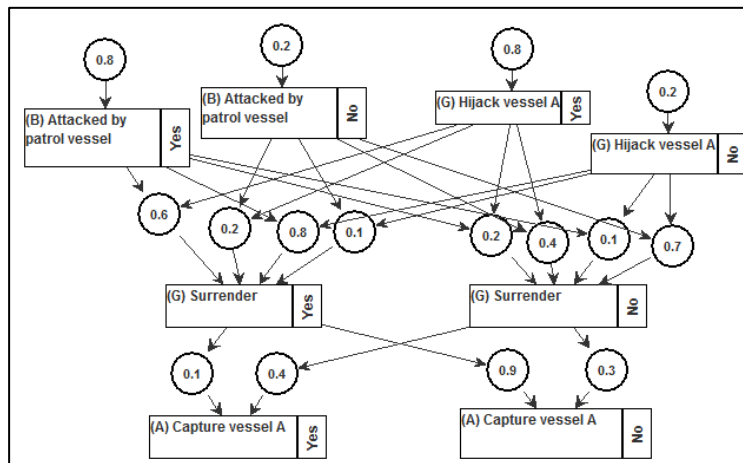 0.8
0.2
0.8
0.2
(B) Attacked by
patrol vessel
Yes
(B) Attacked by
patrol vessel
No
(G) Hijack vessel A
Yes
(G) Hijack vessel A
No
0.6
0.2
0.8
0.1
0.2
0.4
0.1
0.7
(G) Surrender
Yes
(G) Surrender
No
0.1
0.4
0.9
0.3
(A) Capture vessel A
Yes
(A) Capture vessel A
No